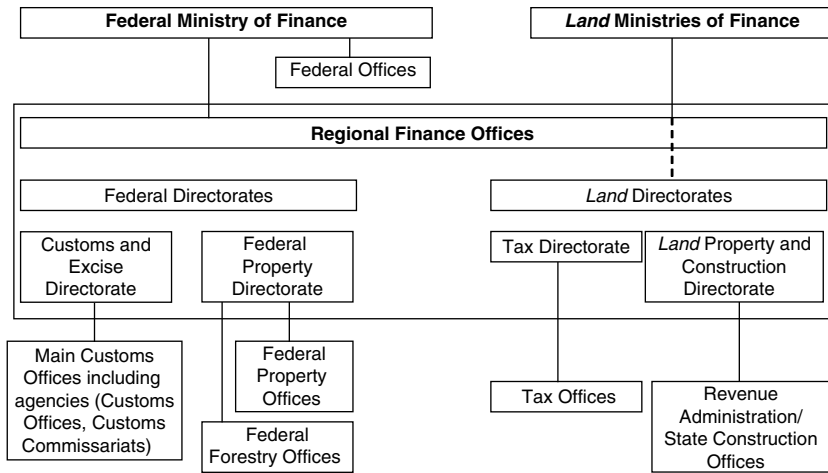 Federal Ministry of Finance
Land Ministries of Finance
Federal Offices
Regional Finance Offices
Federal Directorates
Land Directorates
Customs and
Excise
Directorate
Federal
Property
Directorate
Tax Directorate
Land Property and
Construction
Directorate
Main Customs
Offices including
agencies (Customs
Offices, Customs
Commissariats)
Federal
Property
Offices
Federal
Forestry Offices
Tax Offices
Revenue
Administration/
State Construction
Offices